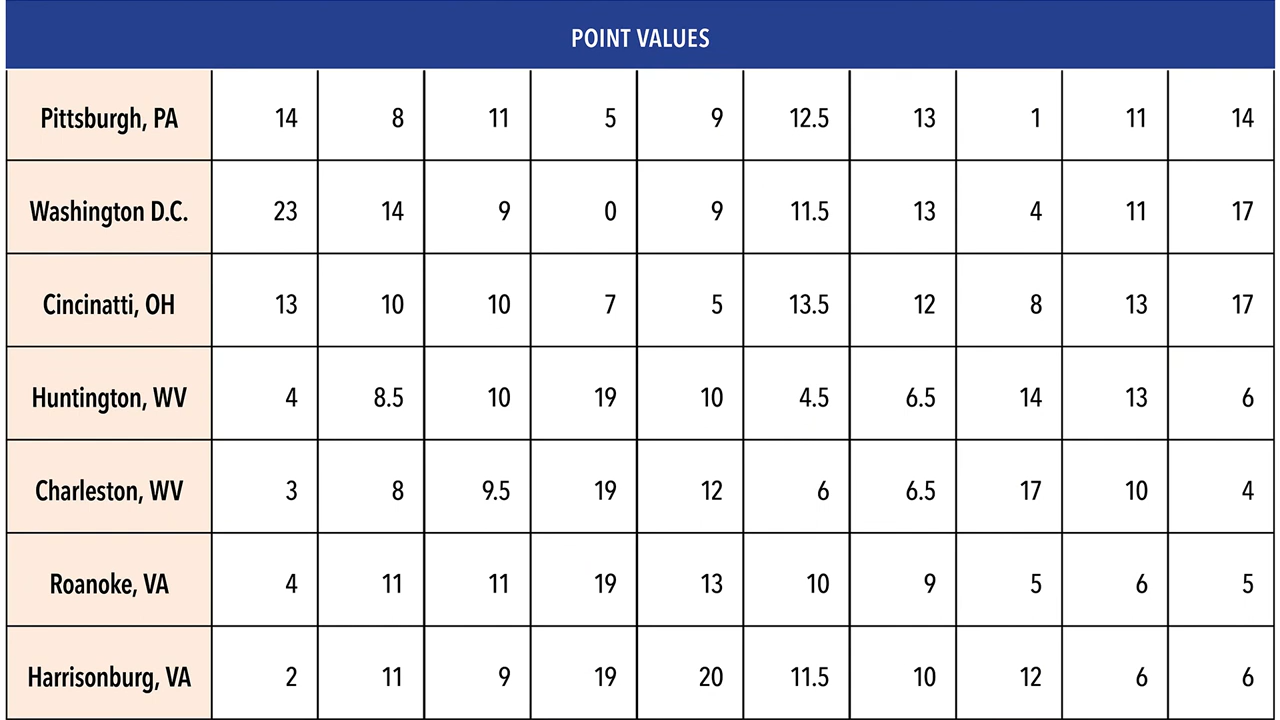 POINT VALUES
Pittsburgh, PA 14 8 11 5 9 12.5 13 1 11 14
Washington D.C. 23 14 9 0 9 11.5 13 4 11 17
Cincinatti, OH 13 10 10 7 5 13.5 12 8 13 17
Huntington, WV 4 8.5 10 19 10 4.5 6.5 14 13 6
Charleston, WV 3 8 9.5 19 12 6 6.5 17 10 4
Roanoke, VA 4 11 11 19 13 10 9 5 6 5
Harrisonburg, VA 2 11 9 19 20 11.5 10 12 6 6